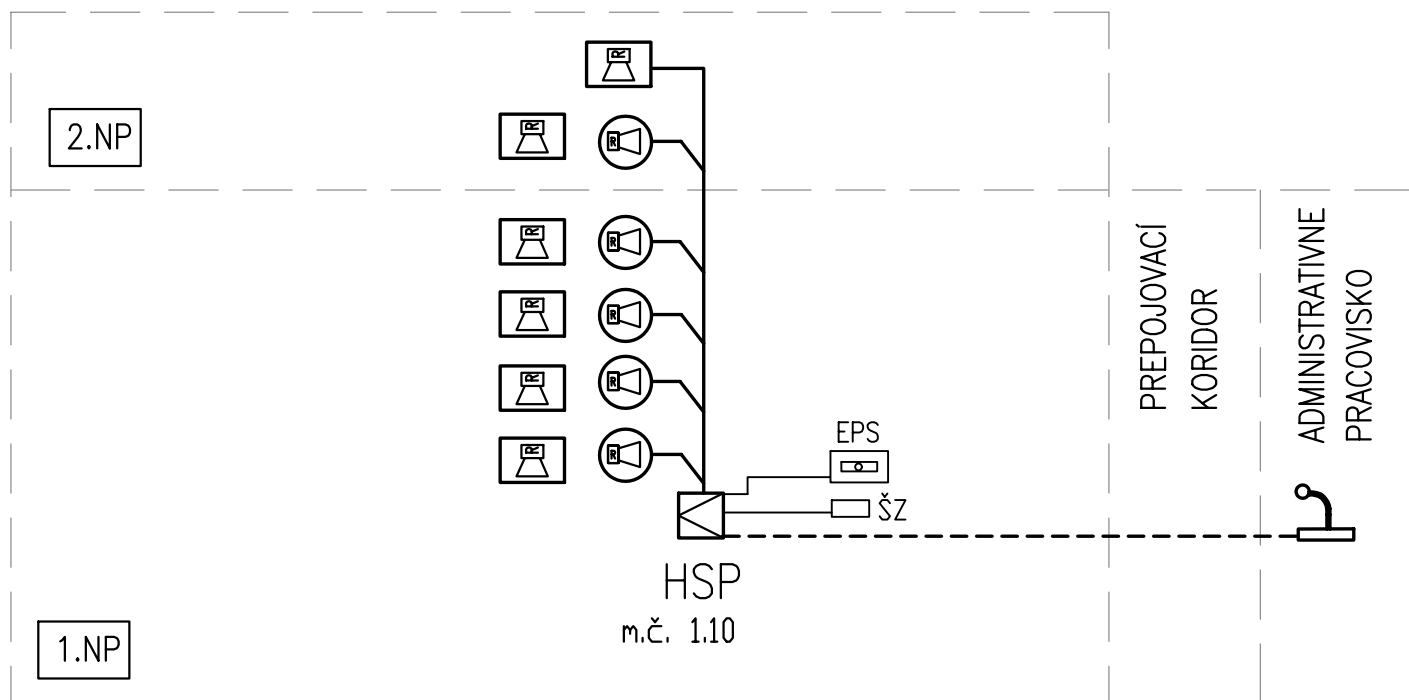 R
2.NP
R
R
R
R
R
R
R
R
R
R
PREPOJOVACÍ
KORIDOR
ADMINISTRATIVNE
PRACOVISKO
EPS
ŠZ
HSP
m.č. 1.10
1.NP